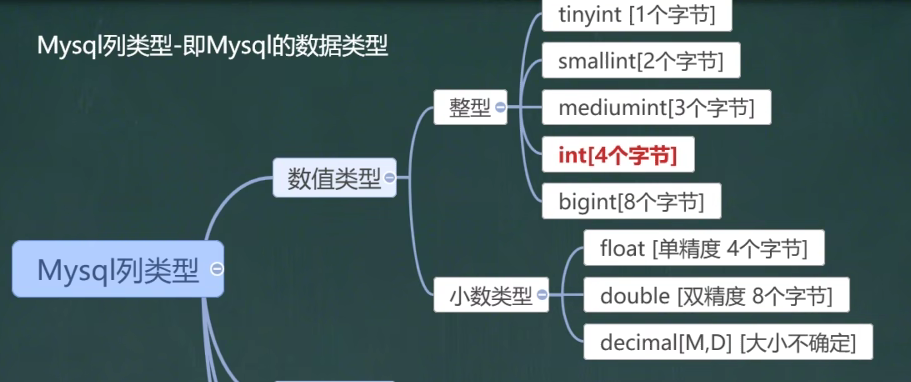 Mysql列类型-即Mysql的数据类型
tinyint [1个字节]
smallint[2个字节]
整型
mediumint[3个字节]
int[4个字节]
数值类型
bigint[8个字节]
float [单精度 4个字节]
Mysql列类型
小数类型
double [双精度 8个字节]
decimal[M,D] [大小不确定]